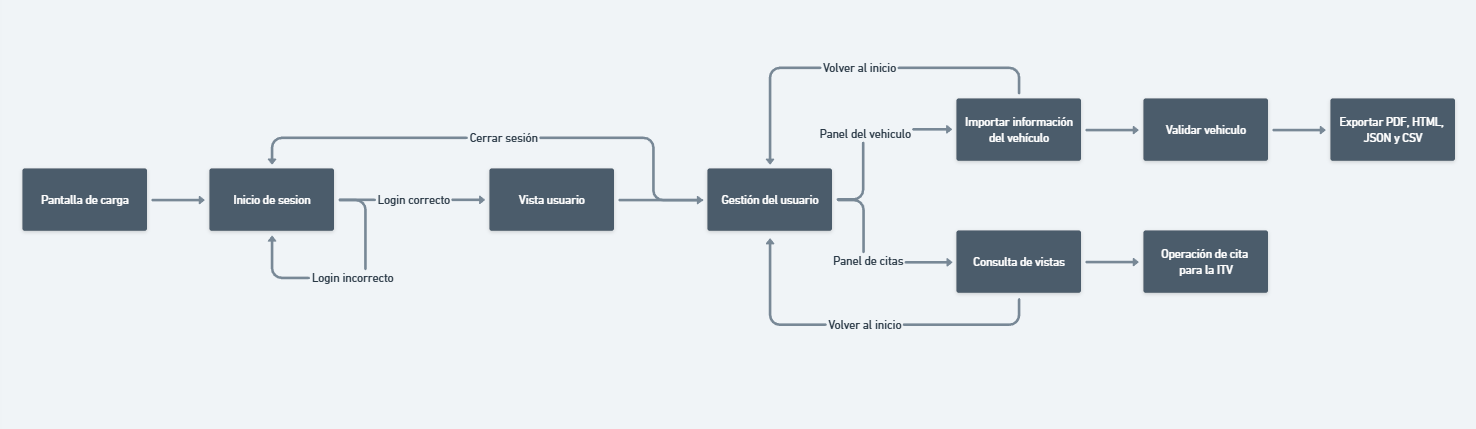 Pantalla de carga
Inicio de sesion
Cerrar sesión
Login correcto
Login incorrecto
Vista usuario
Gestión del usuario
Volver al inicio
Panel del vehiculo
Importar información
del vehículo
Validar vehiculo
Exportar PDF, HTML,
JSON y CSV
Panel de citas
Consulta de vistas
Operación de cita
para la ITV
Volver al inicio